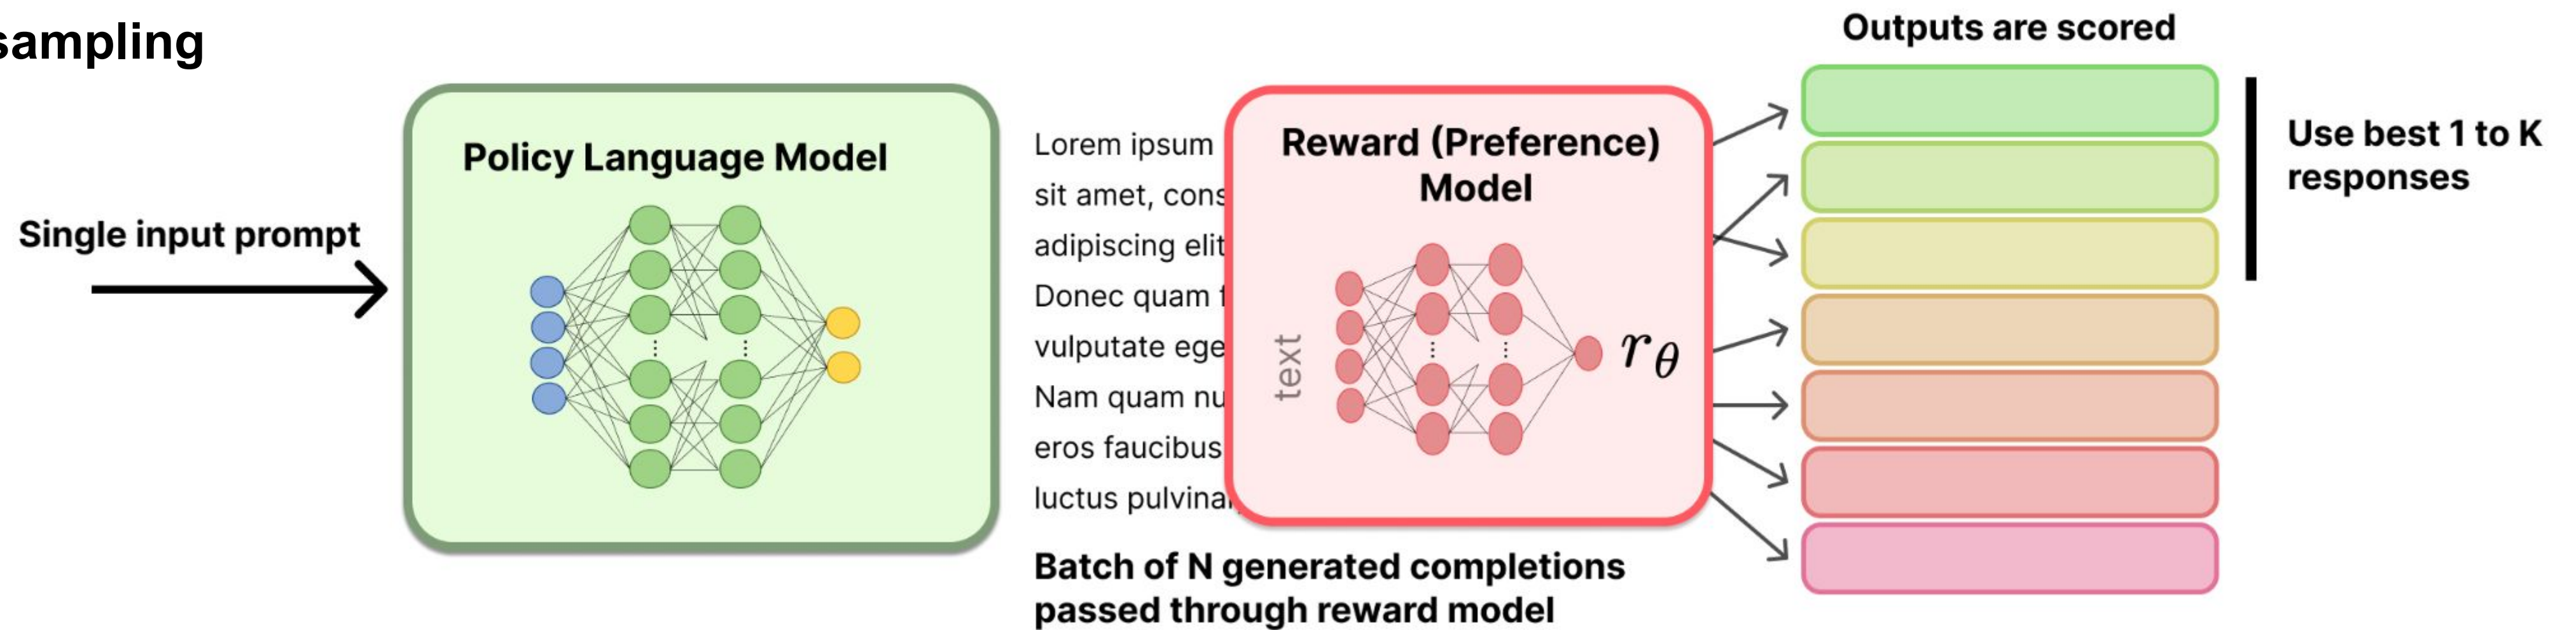 sampling
Single input prompt
Policy Language Model
Lorem ipsum
sit amet, cons
adipiscing elit
Donec quam f
vulputate ege
Nam quam nu
eros faucibus
luctus pulvinar,
Batch of N generated completions
passed through reward model
Reward (Preference)
Model
text
rθ
Outputs are scored
Use best 1 to K
responses